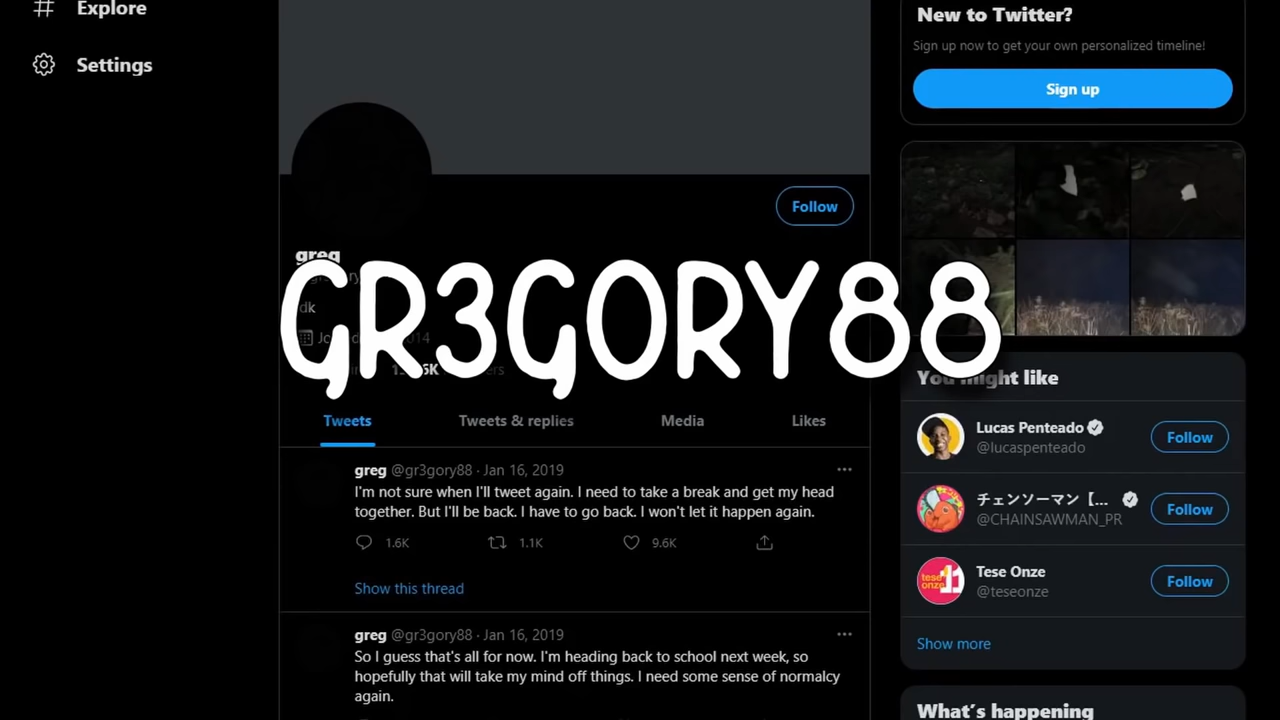 Explore
Settings
Follow
greg
dk
GR3GORY88
Tweets
Tweets & replies
Media
Likes
greg @gr3gory88 · Jan 16, 2019
I'm not sure when I'll tweet again. I need to take a break and get my head
together. But I'll be back. I have to go back. I won't let it happen again.
1.6K
1.1K
9.6K
Show this thread
greg @gr3gory88 · Jan 16, 2019
So I guess that's all for now. I'm heading back to school next week, so
hopefully that will take my mind off things. I need some sense of normalcy
again.
New to Twitter?
Sign up now to get your own personalized timeline!
Sign up
You might like
Lucas Penteado
@lucaspenteado
Follow
チェンソーマン【...
@CHAINSAWMAN_PR
Follow
Tese Onze
@teseonze
Follow
Show more
What's happening